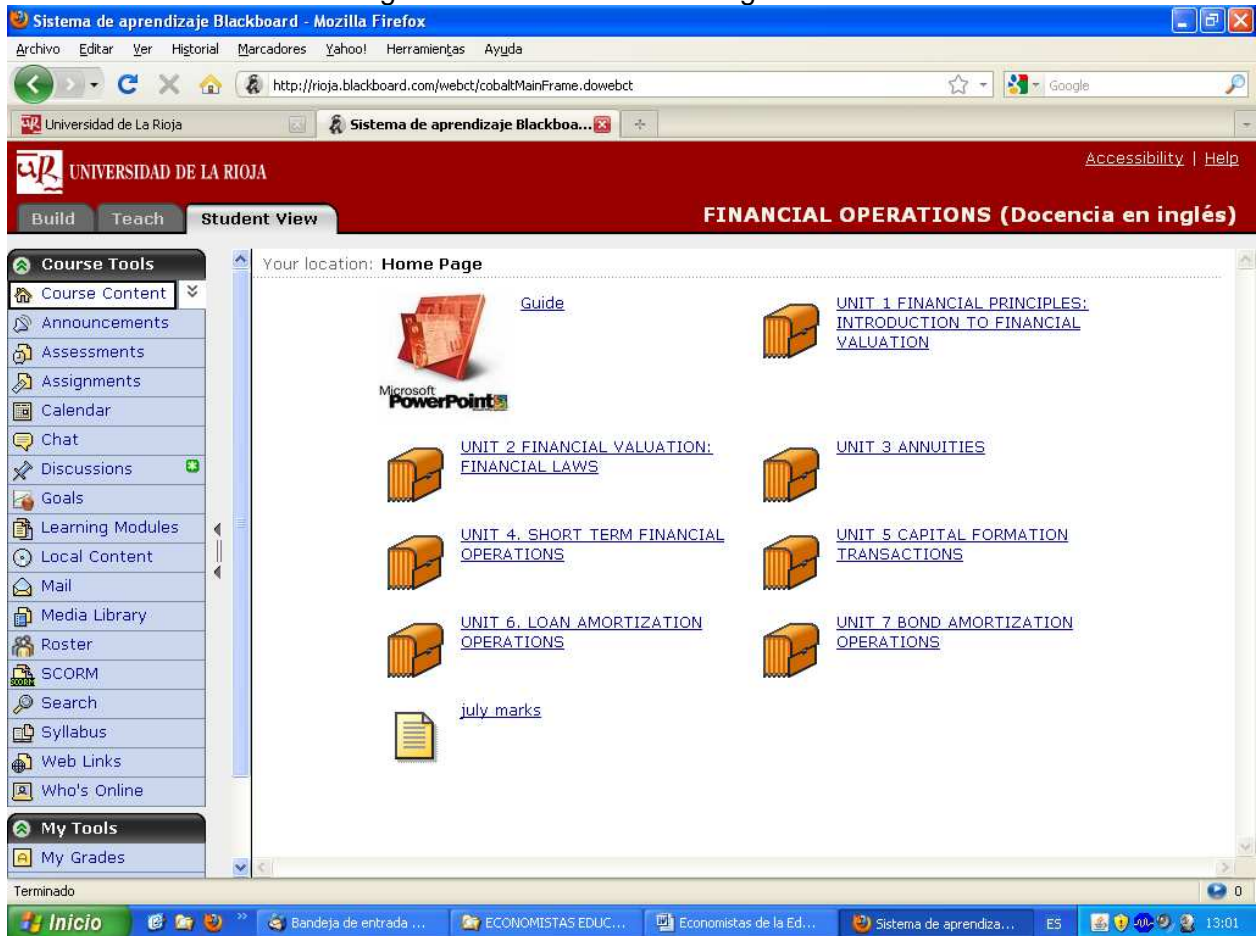 Sistema de aprendizaje Blackboard - Mozilla Firefox
Archivo Editar Ver Historial Marcadores Yahoo! Herramientas Ayuda
http://rioja.blackboard.com/webct/cobaltMainFrame.dowebct
Google
Universidad de La Rioja
Sistema de aprendizaje Blackboa...
UR UNIVERSIDAD DE LA RIOJA
Accessibility | Help
Build Teach Student View
FINANCIAL OPERATIONS (Docencia en inglés)
Course Tools
Course Content
Announcements
Assessments
Assignments
Calendar
Chat
Discussions
Goals
Learning Modules
Local Content
Mail
Media Library
Roster
SCORM
Search
Syllabus
Web Links
Who's Online
My Tools
My Grades
Your location: Home Page
Microsoft
PowerPoint
Guide
UNIT 1 FINANCIAL PRINCIPLES:
INTRODUCTION TO FINANCIAL
VALUATION
UNIT 2 FINANCIAL VALUATION:
FINANCIAL LAWS
UNIT 3 ANNUITIES
UNIT 4. SHORT TERM FINANCIAL
OPERATIONS
UNIT 5 CAPITAL FORMATION
TRANSACTIONS
UNIT 6. LOAN AMORTIZATION
OPERATIONS
UNIT 7 BOND AMORTIZATION
OPERATIONS
july marks
Terminado
0
Inicio
Bandeja de entrada ...
ECONOMISTAS EDUC...
Economistas de la Ed...
Sistema de aprendiza...
ES
13:01